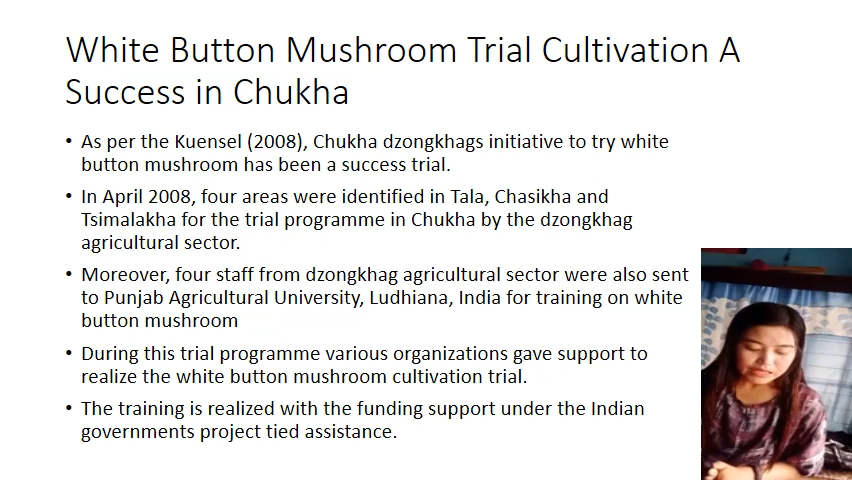 White Button Mushroom Trial Cultivation A
Success in Chukha
• As per the Kuensel (2008), Chukha dzongkhags initiative to try white
button mushroom has been a success trial.
• In April 2008, four areas were identified in Tala, Chasikha and
Tsimalakha for the trial programme in Chukha by the dzongkhag
agricultural sector.
• Moreover, four staff from dzongkhag agricultural sector were also sent
to Punjab Agricultural University, Ludhiana, India for training on white
button mushroom
• During this trial programme various organizations gave support to
realize the white button mushroom cultivation trial.
• The training is realized with the funding support under the Indian
governments project tied assistance.